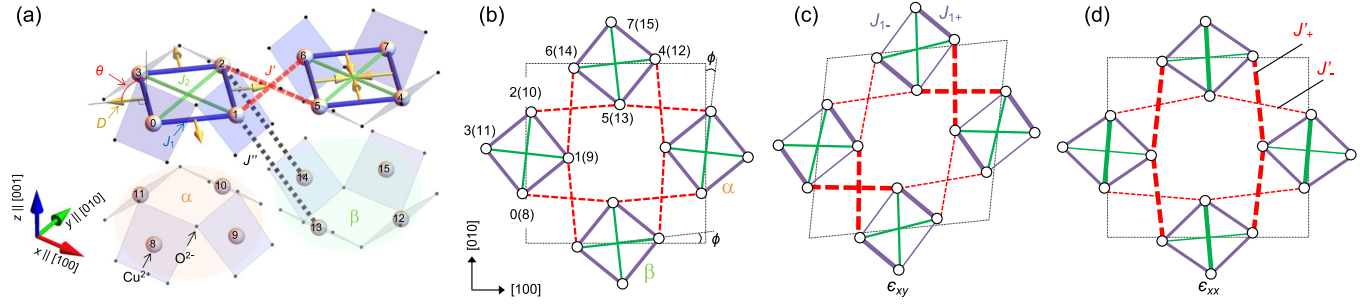 (a)
3
2
6
7
θ
J₂
J'
D
0
1
5
4
J₁
J''
11
10
14
15
α
β
13
12
8
9
z || [001]
y || [010]
x || [100]
Cu²⁺
O²⁻
(b)
7(15)
6(14)
4(12)
ϕ
2(10)
5(13)
3(11)
1(9)
α
0(8)
ϕ
β
[010]
[100]
(c)
J₁₋
J₁₊
ϵxy
(d)
J'₊
J'₋
ϵxx